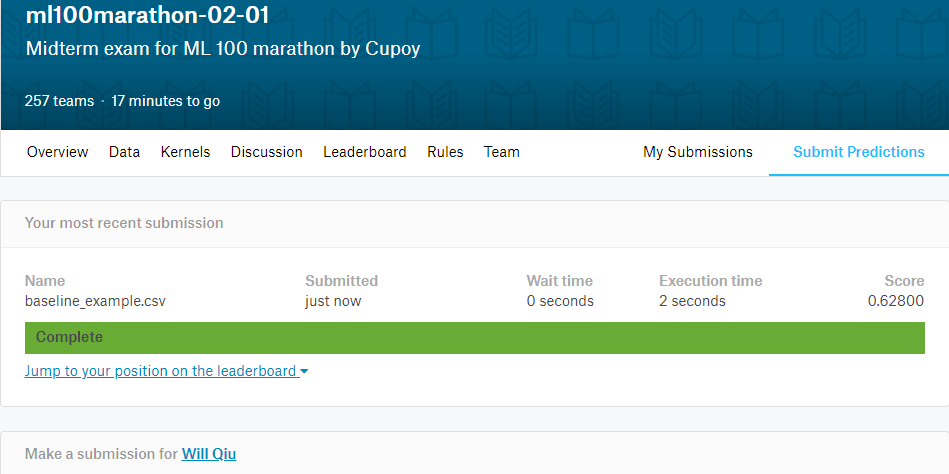 ml100marathon-02-01
Midterm exam for ML 100 marathon by Cupoy
257 teams · 17 minutes to go
Overview Data Kernels Discussion Leaderboard Rules Team My Submissions Submit Predictions
Your most recent submission
Name Submitted Wait time Execution time Score
baseline_example.csv just now 0 seconds 2 seconds 0.62800
Complete
Jump to your position on the leaderboard
Make a submission for Will Qiu